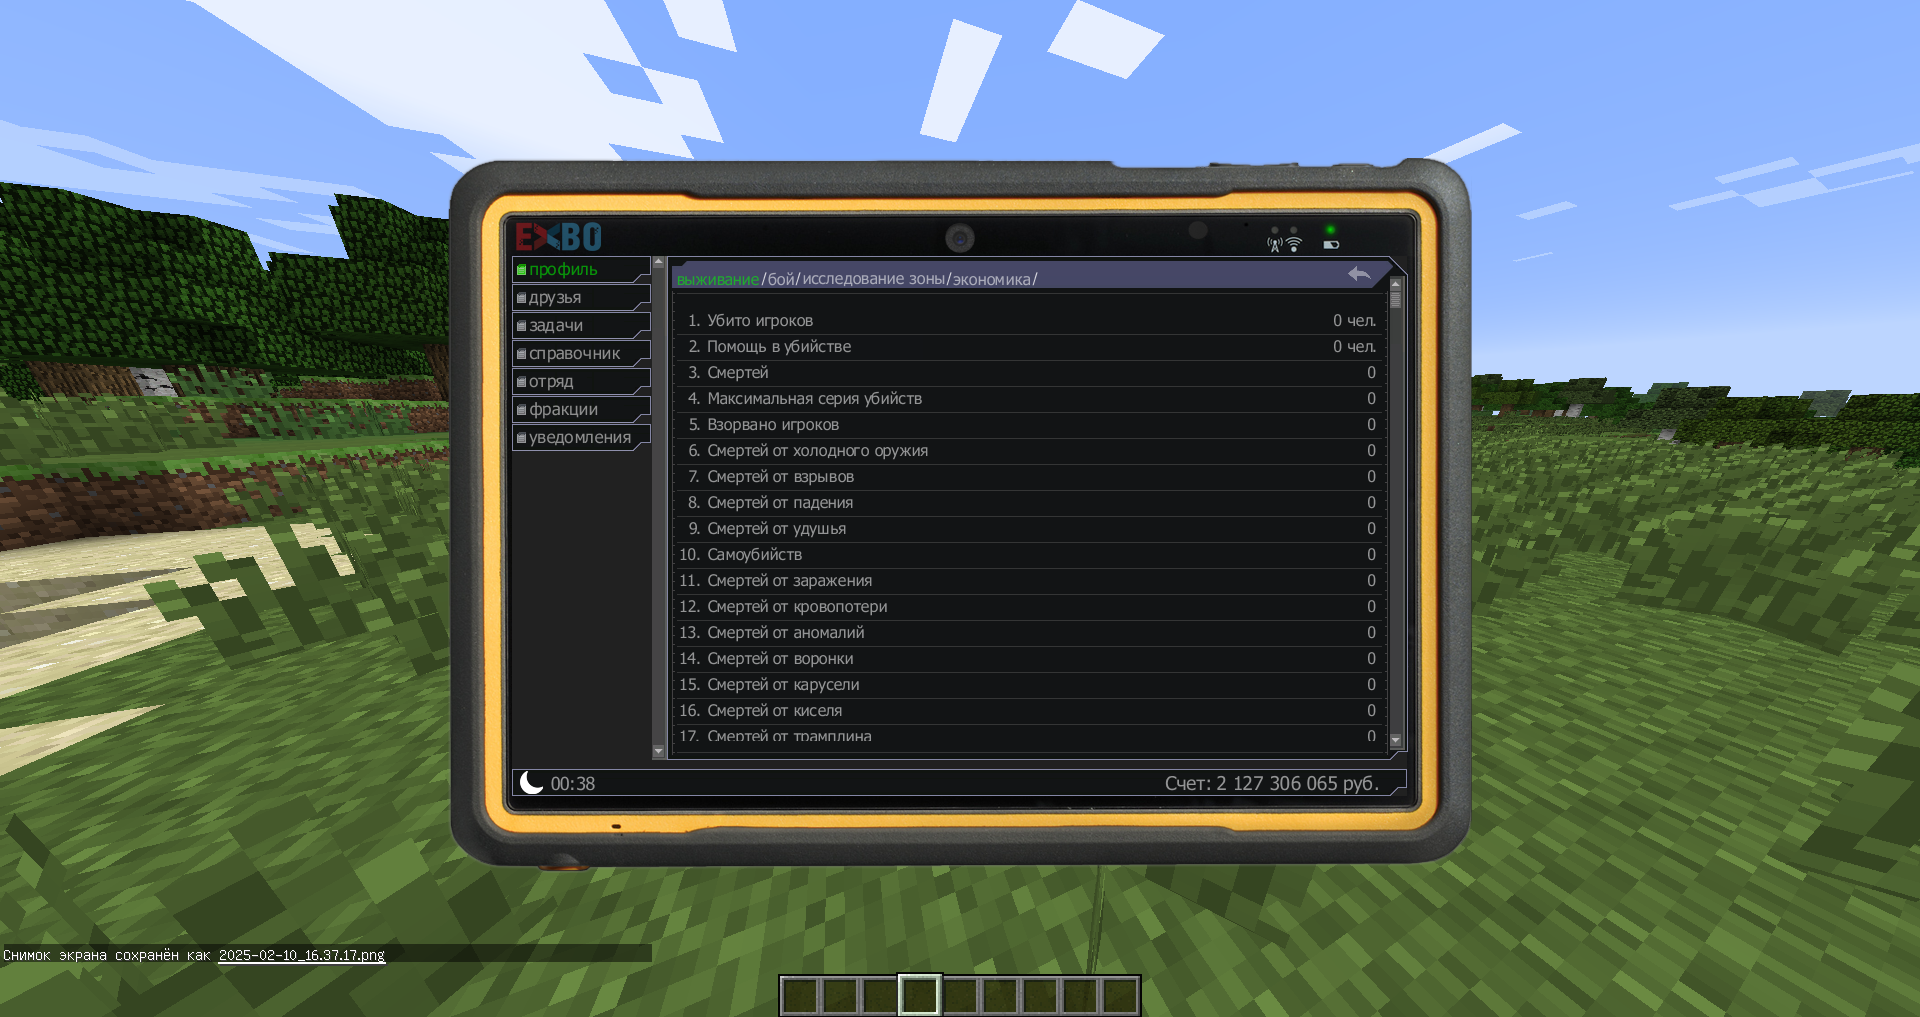 EXBO
профиль
друзья
задачи
справочник
отряд
фракции
уведомления
выживание/бой/исследование зоны/экономика/
1. Убито игроков 0 чел.
2. Помощь в убийстве 0 чел.
3. Смертей 0
4. Максимальная серия убийств 0
5. Взорвано игроков 0
6. Смертей от холодного оружия 0
7. Смертей от взрывов 0
8. Смертей от падения 0
9. Смертей от удушья 0
10. Самоубийств 0
11. Смертей от заражения 0
12. Смертей от кровопотери 0
13. Смертей от аномалий 0
14. Смертей от воронки 0
15. Смертей от карусели 0
16. Смертей от киселя 0
17. Смертей от трамплина 0
00:38
Счет: 2 127 306 065 руб.
Снимок экрана сохранён как 2025-02-10_16.37.17.png